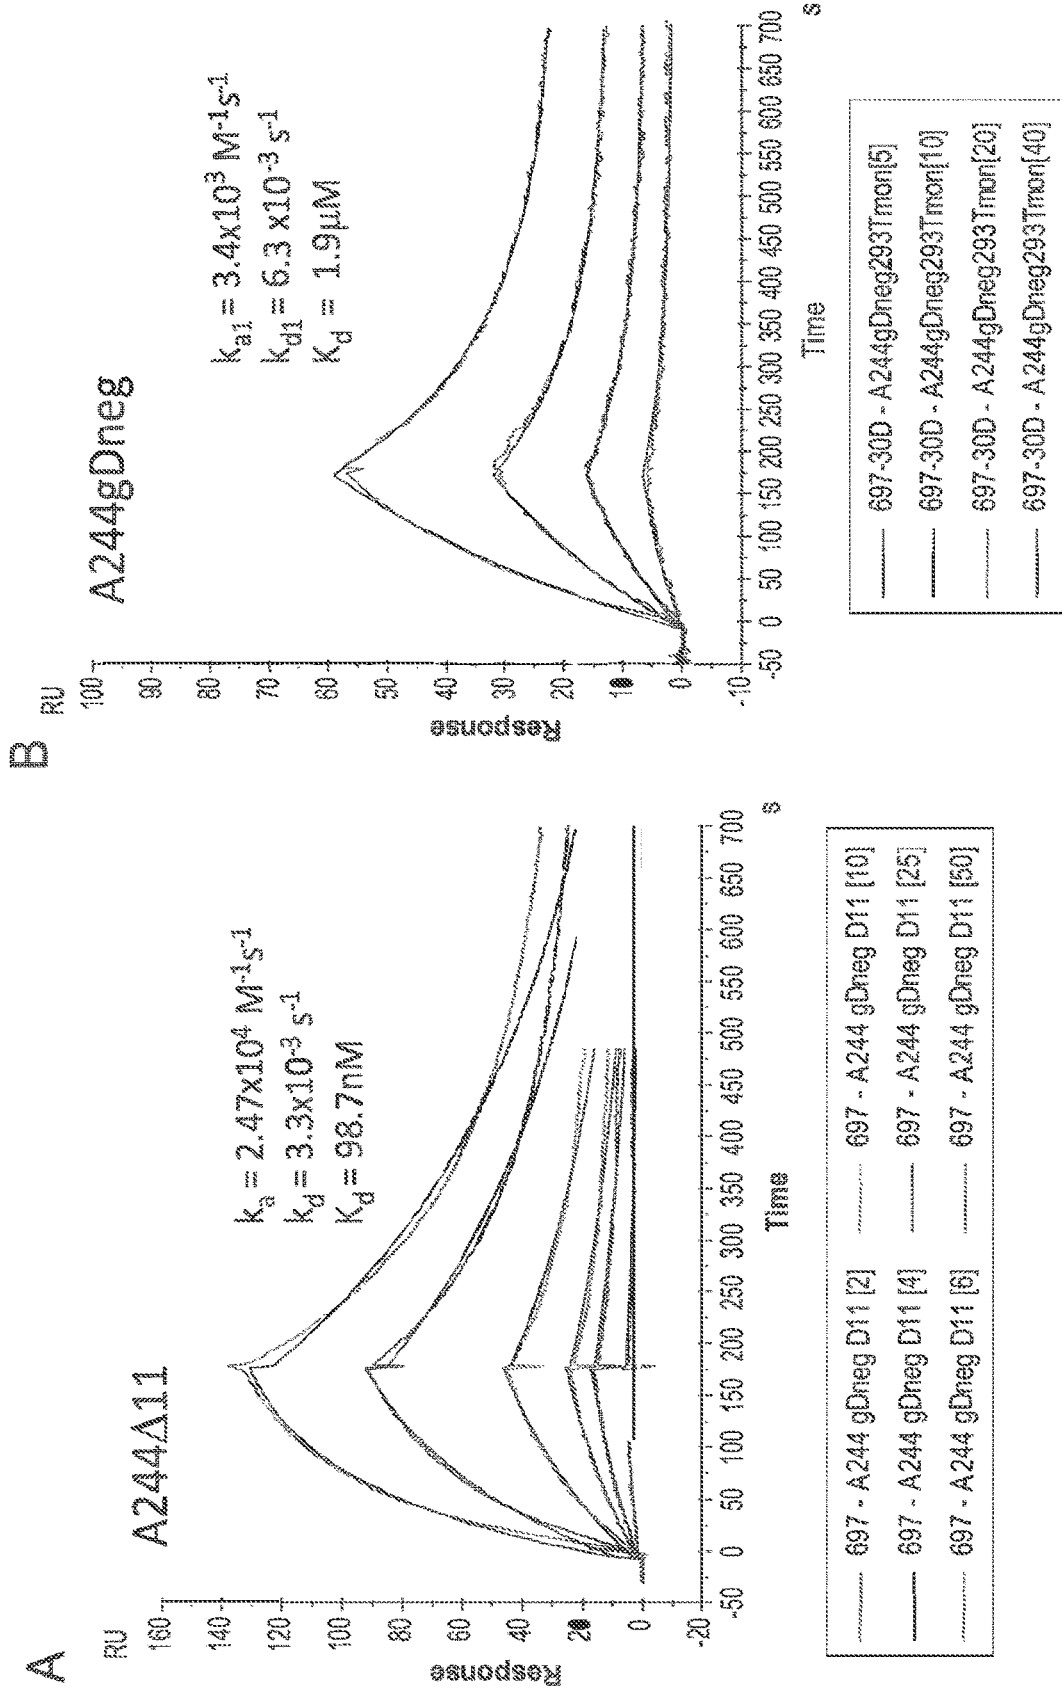 A
A244Δ11
RU
160
140
120
100
80
60
40
20
0
-20
Response
kₐ = 2.47x10⁴ M⁻¹s⁻¹
k_d = 3.3x10⁻³ s⁻¹
K_d = 98.7nM
-50 0 50 100 150 200 250 300 350 400 450 500 550 600 650 700
Time s
697 - A244 gDneg D11 [2] 697 - A244 gDneg D11 [10]
697 - A244 gDneg D11 [4] 697 - A244 gDneg D11 [25]
697 - A244 gDneg D11 [6] 697 - A244 gDneg D11 [50]
B
A244gDneg
RU
100
90
80
70
60
50
40
30
20
10
0
-10
Response
k_a1 = 3.4x10³ M⁻¹s⁻¹
k_d1 = 6.3 x10⁻³ s⁻¹
K_d = 1.9μM
-50 0 50 100 150 200 250 300 350 400 450 500 550 600 650 700
Time s
697-30D - A244gDneg293Tmon[5]
697-30D - A244gDneg293Tmon[10]
697-30D - A244gDneg293Tmon[20]
697-30D - A244gDneg293Tmon[40]